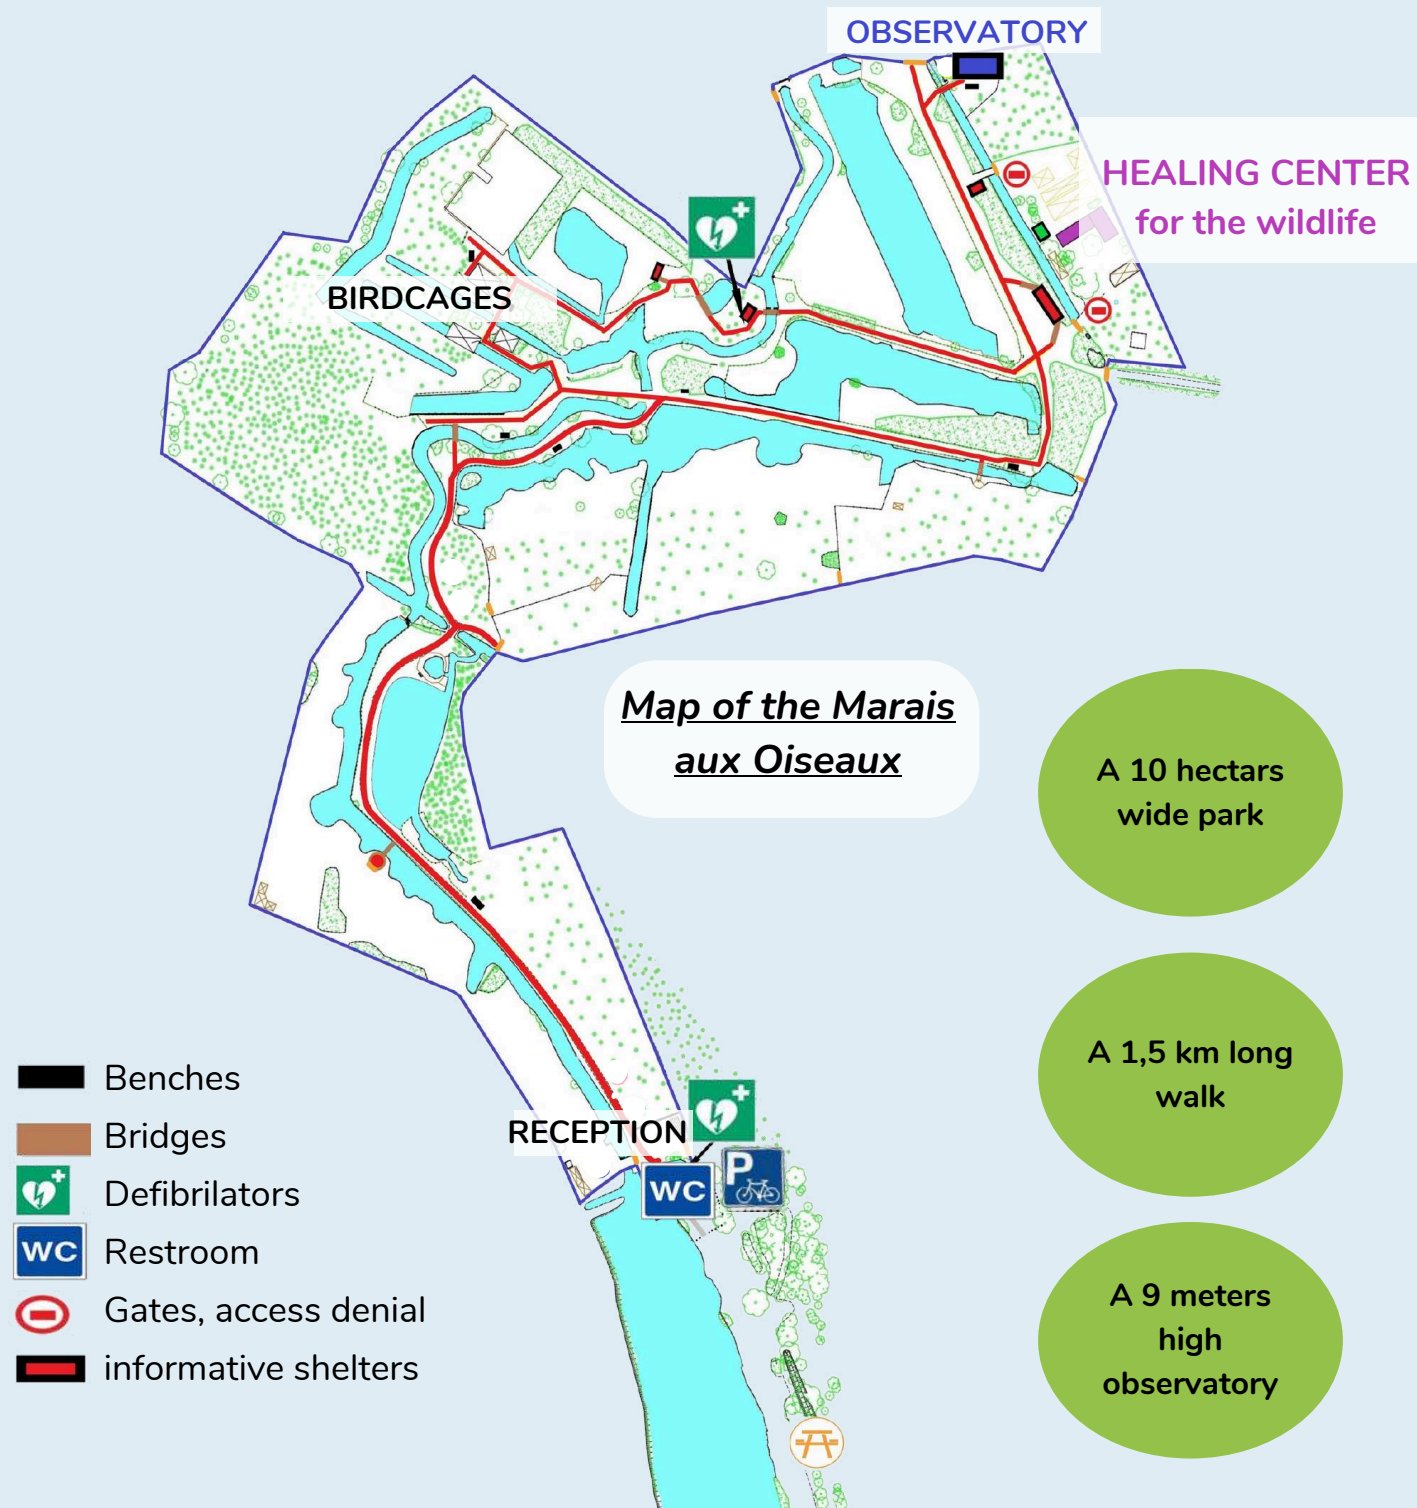 OBSERVATORY
HEALING CENTER
for the wildlife
BIRDCAGES
Map of the Marais
aux Oiseaux
A 10 hectars
wide park
A 1,5 km long
walk
A 9 meters
high
observatory
RECEPTION
WC
P
Benches
Bridges
Defibrilators
WC
Restroom
Gates, access denial
informative shelters